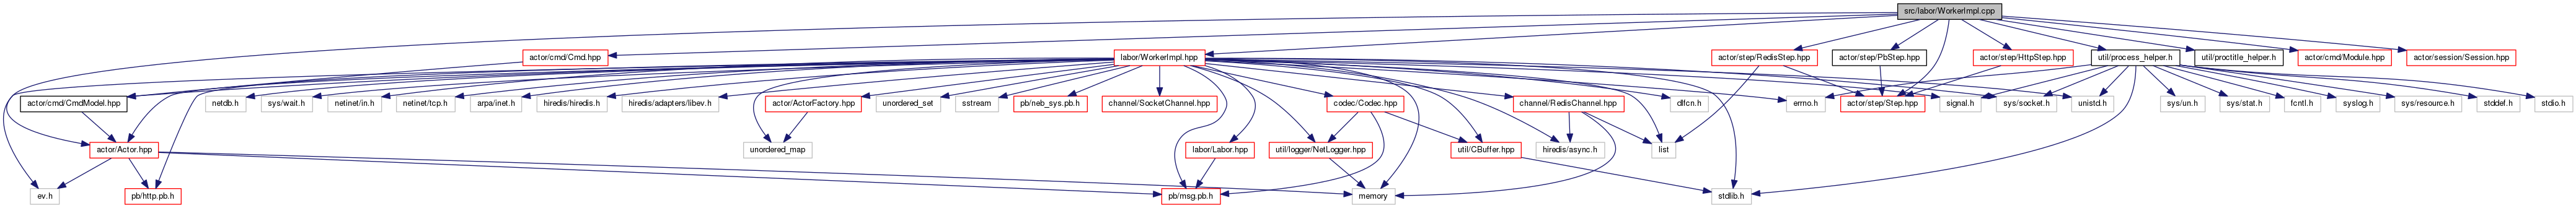 src/labor/WorkerImpl.cpp
actor/cmd/Cmd.hpp
labor/WorkerImpl.hpp
actor/step/RedisStep.hpp
actor/step/PbStep.hpp
actor/step/HttpStep.hpp
util/process_helper.h
util/proctitle_helper.h
actor/cmd/Module.hpp
actor/session/Session.hpp
actor/cmd/CmdModel.hpp
netdb.h
sys/wait.h
netinet/in.h
netinet/tcp.h
arpa/inet.h
hiredis/hiredis.h
hiredis/adapters/libev.h
actor/ActorFactory.hpp
unordered_set
sstream
pb/neb_sys.pb.h
channel/SocketChannel.hpp
codec/Codec.hpp
channel/RedisChannel.hpp
dlfcn.h
errno.h
actor/step/Step.hpp
signal.h
sys/socket.h
unistd.h
sys/un.h
sys/stat.h
fcntl.h
syslog.h
sys/resource.h
stddef.h
stdio.h
actor/Actor.hpp
unordered_map
labor/Labor.hpp
util/logger/NetLogger.hpp
util/CBuffer.hpp
hiredis/async.h
list
ev.h
pb/http.pb.h
pb/msg.pb.h
memory
stdlib.h